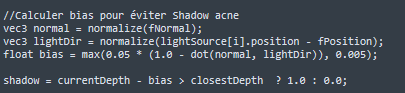 //Calculer bias pour éviter Shadow acne
vec3 normal = normalize(fNormal);
vec3 lightDir = normalize(lightSource[i].position - fPosition);
float bias = max(0.05 * (1.0 - dot(normal, lightDir)), 0.005);
shadow = currentDepth - bias > closestDepth ? 1.0 : 0.0;